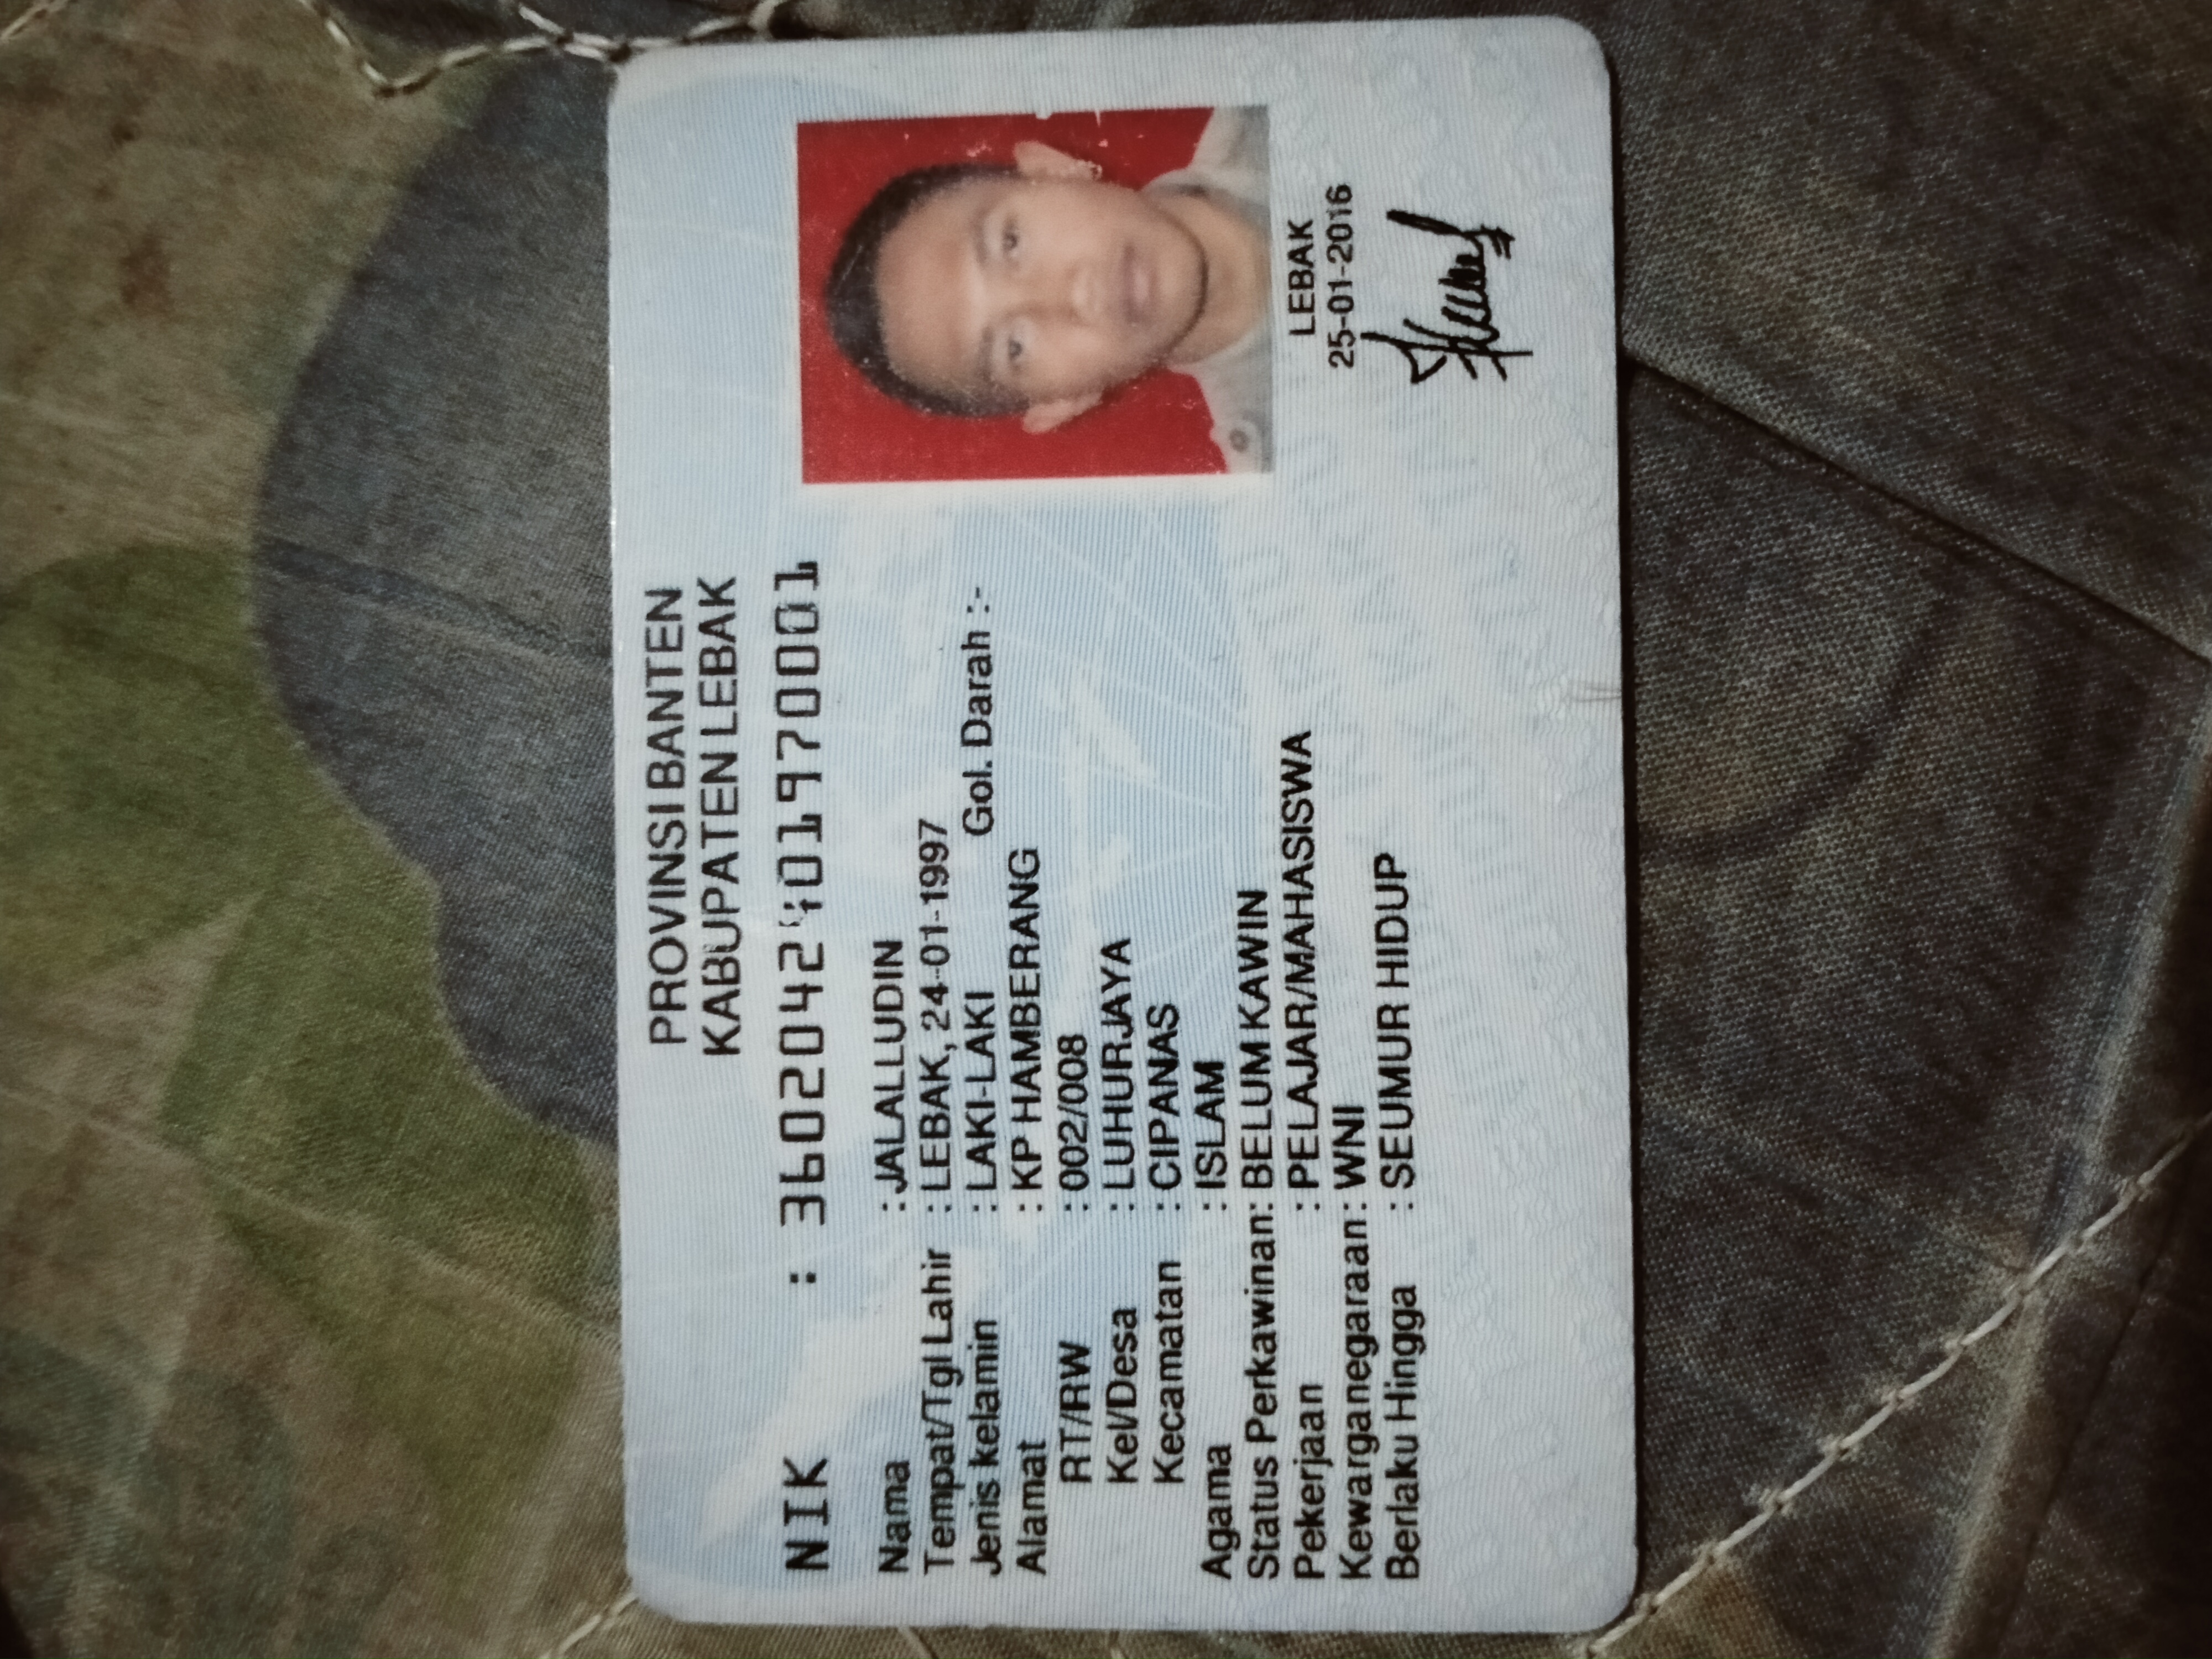 PROVINSI BANTEN
KABUPATEN LEBAK
NIK :
Nama : JALALLUDIN
Tempat/Tgl Lahir : LEBAK, 24-01-1997
Jenis kelamin : LAKI-LAKI Gol. Darah :-
Alamat : KP HAMBERANG
RT/RW : 002/008
Kel/Desa : LUHURJAYA
Kecamatan : CIPANAS
Agama : ISLAM
Status Perkawinan: BELUM KAWIN
Pekerjaan : PELAJAR/MAHASISWA
Kewarganegaraan: WNI
Berlaku Hingga : SEUMUR HIDUP
LEBAK
25-01-2016